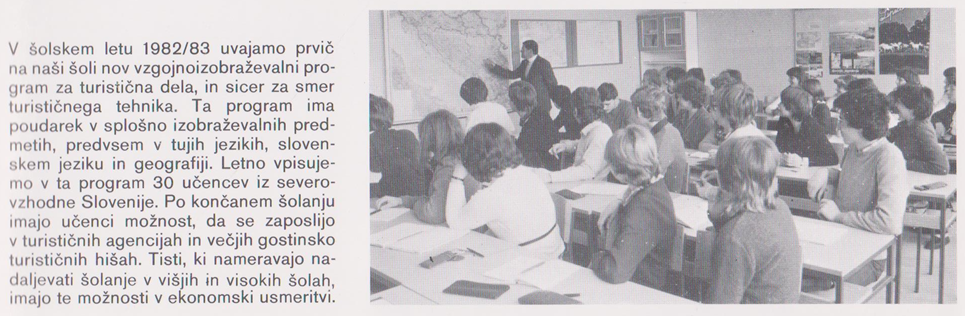 V šolskem letu 1982/83 uvajamo prvič
na naši šoli nov vzgojnoizobraževalni pro-
gram za turistična dela, in sicer za smer
turističnega tehnika. Ta program ima
poudarek v splošno izobraževalnih pred-
metih, predvsem v tujih jezikih, sloven-
skem jeziku in geografiji. Letno vpisuje-
mo v ta program 30 učencev iz severo-
vzhodne Slovenije. Po končanem šolanju
imajo učenci možnost, da se zaposlijo
v turističnih agencijah in večjih gostinsko
turističnih hišah. Tisti, ki nameravajo na-
daljevati šolanje v višjih in visokih šolah,
imajo te možnosti v ekonomski usmeritvi.